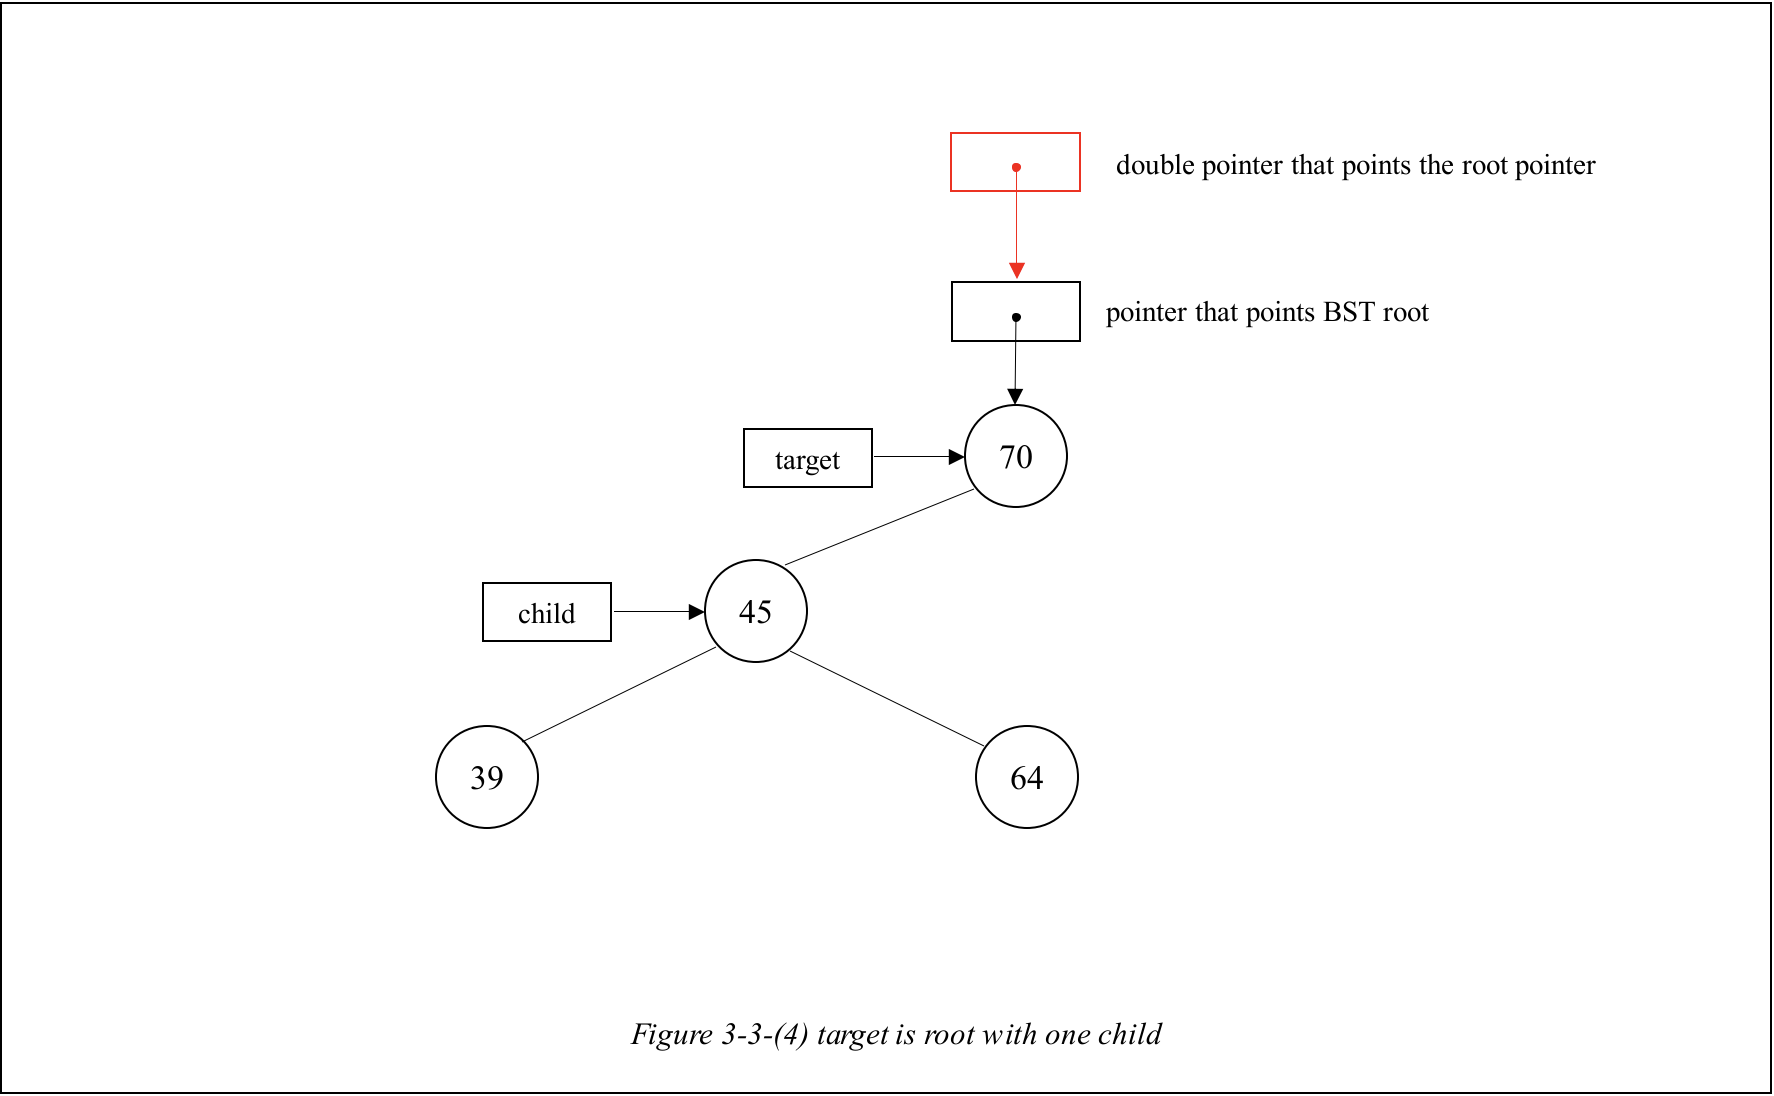 double pointer that points the root pointer
pointer that points BST root
target
70
child
45
39
64
Figure 3-3-(4) target is root with one child